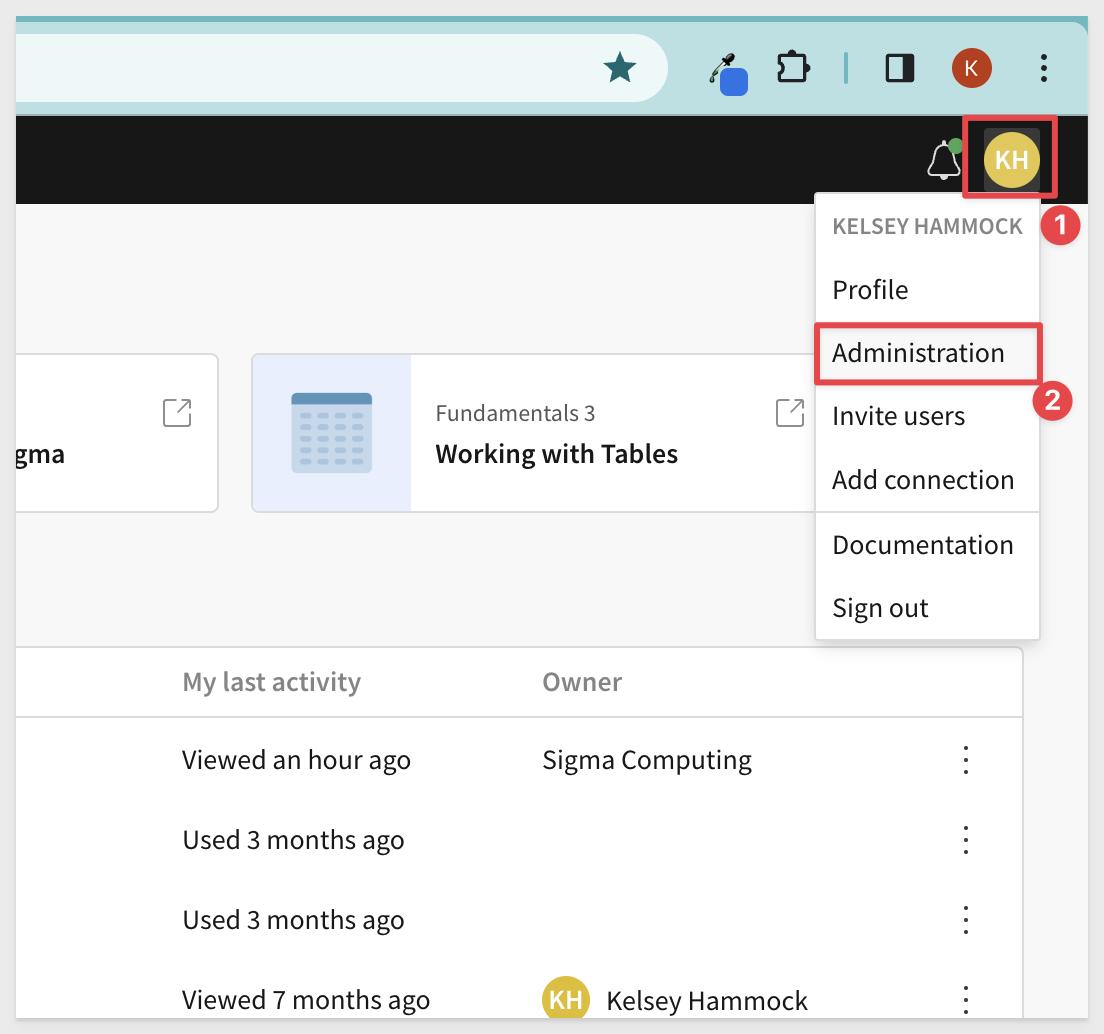 K
KH
KELSEY HAMMOCK
1
Profile
Administration
2
Invite users
Add connection
Documentation
Sign out
gma
Fundamentals 3
Working with Tables
My last activity Owner
Viewed an hour ago Sigma Computing
Used 3 months ago
Used 3 months ago
Viewed 7 months ago KH Kelsey Hammock